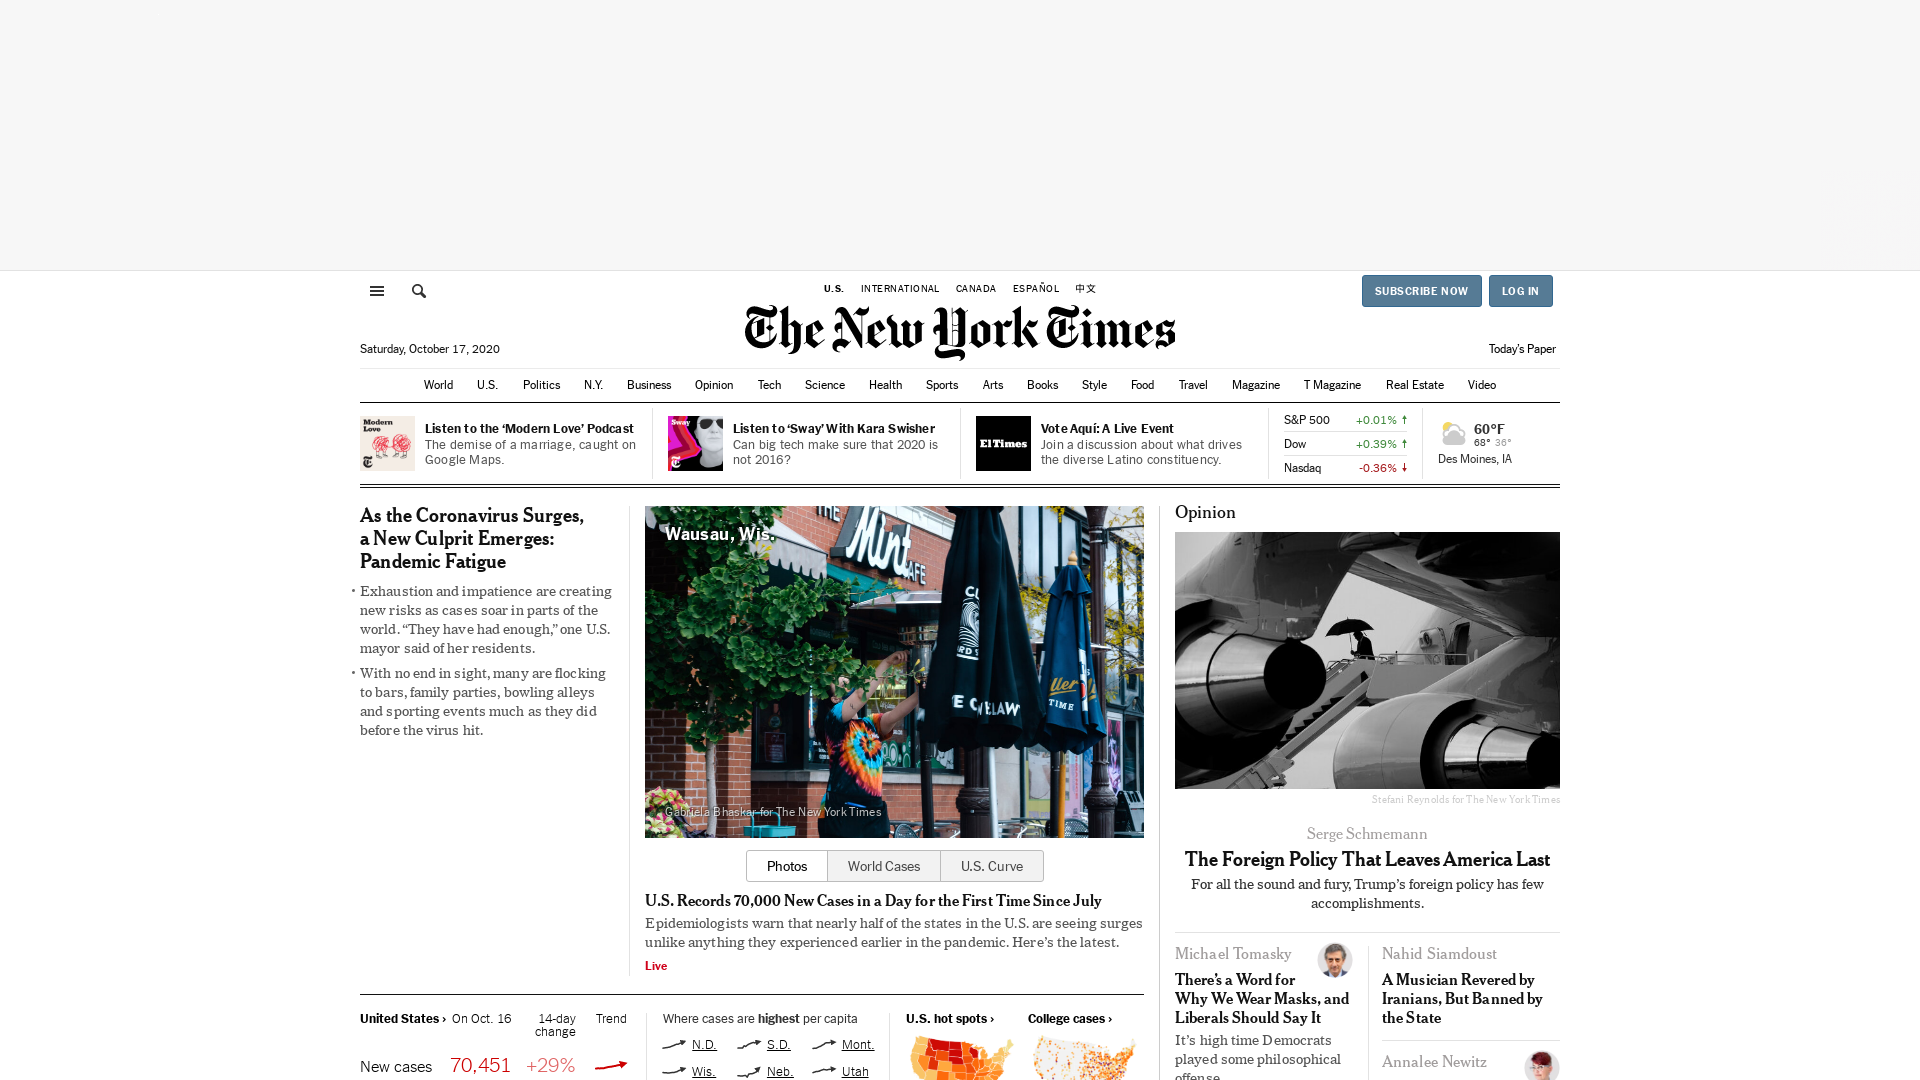 U.S. INTERNATIONAL CANADA ESPAÑOL 中文
SUBSCRIBE NOW LOG IN
The New York Times
Saturday, October 17, 2020
Today's Paper
World U.S. Politics N.Y. Business Opinion Tech Science Health Sports Arts Books Style Food Travel Magazine T Magazine Real Estate Video
Modern Love
Listen to the ‘Modern Love’ Podcast
The demise of a marriage, caught on
Google Maps.
Sway
Listen to ‘Sway’ With Kara Swisher
Can big tech make sure that 2020 is
not 2016?
El Times
Vote Aquí: A Live Event
Join a discussion about what drives
the diverse Latino constituency.
S&P 500 +0.01%
Dow +0.39%
Nasdaq -0.36%
60°F
68° 36°
Des Moines, IA
As the Coronavirus Surges,
a New Culprit Emerges:
Pandemic Fatigue
Exhaustion and impatience are creating
new risks as cases soar in parts of the
world. “They have had enough,” one U.S.
mayor said of her residents.
With no end in sight, many are flocking
to bars, family parties, bowling alleys
and sporting events much as they did
before the virus hit.
Wausau, Wis.
THE
Mint
CAFE
Gabriela Bhaskar for The New York Times
Photos World Cases U.S. Curve
U.S. Records 70,000 New Cases in a Day for the First Time Since July
Epidemiologists warn that nearly half of the states in the U.S. are seeing surges
unlike anything they experienced earlier in the pandemic. Here’s the latest.
Live
Opinion
Stefani Reynolds for The New York Times
Serge Schmemann
The Foreign Policy That Leaves America Last
For all the sound and fury, Trump’s foreign policy has few
accomplishments.
Michael Tomasky
There’s a Word for
Why We Wear Masks, and
Liberals Should Say It
It’s high time Democrats
played some philosophical
offense.
Nahid Siamdoust
A Musician Revered by
Iranians, But Banned by
the State
Annalee Newitz
United States › On Oct. 16 14-day
change Trend
New cases 70,451 +29%
Where cases are highest per capita
N.D. S.D. Mont.
Wis. Neb. Utah
U.S. hot spots › College cases ›